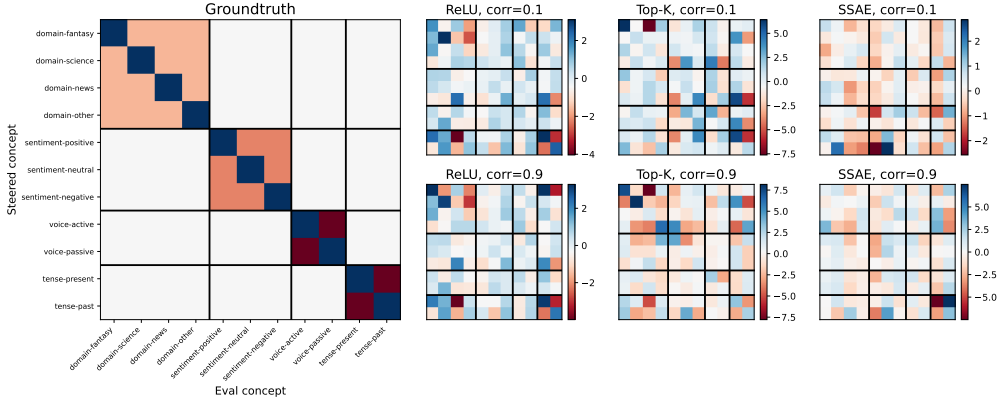 Groundtruth
ReLU, corr=0.1
Top-K, corr=0.1
SSAE, corr=0.1
domain-fantasy
domain-science
domain-news
domain-other
sentiment-positive
sentiment-neutral
sentiment-negative
voice-active
voice-passive
tense-present
tense-past
Steered concept
domain-fantasy
domain-science
domain-news
domain-other
sentiment-positive
sentiment-neutral
sentiment-negative
voice-active
voice-passive
tense-present
tense-past
Eval concept
2
0
−2
−4
5.0
2.5
0.0
−2.5
−5.0
−7.5
2
1
0
−1
−2
ReLU, corr=0.9
Top-K, corr=0.9
SSAE, corr=0.9
2
0
−2
7.5
5.0
2.5
0.0
−2.5
−5.0
−7.5
5.0
2.5
0.0
−2.5
−5.0
−7.5